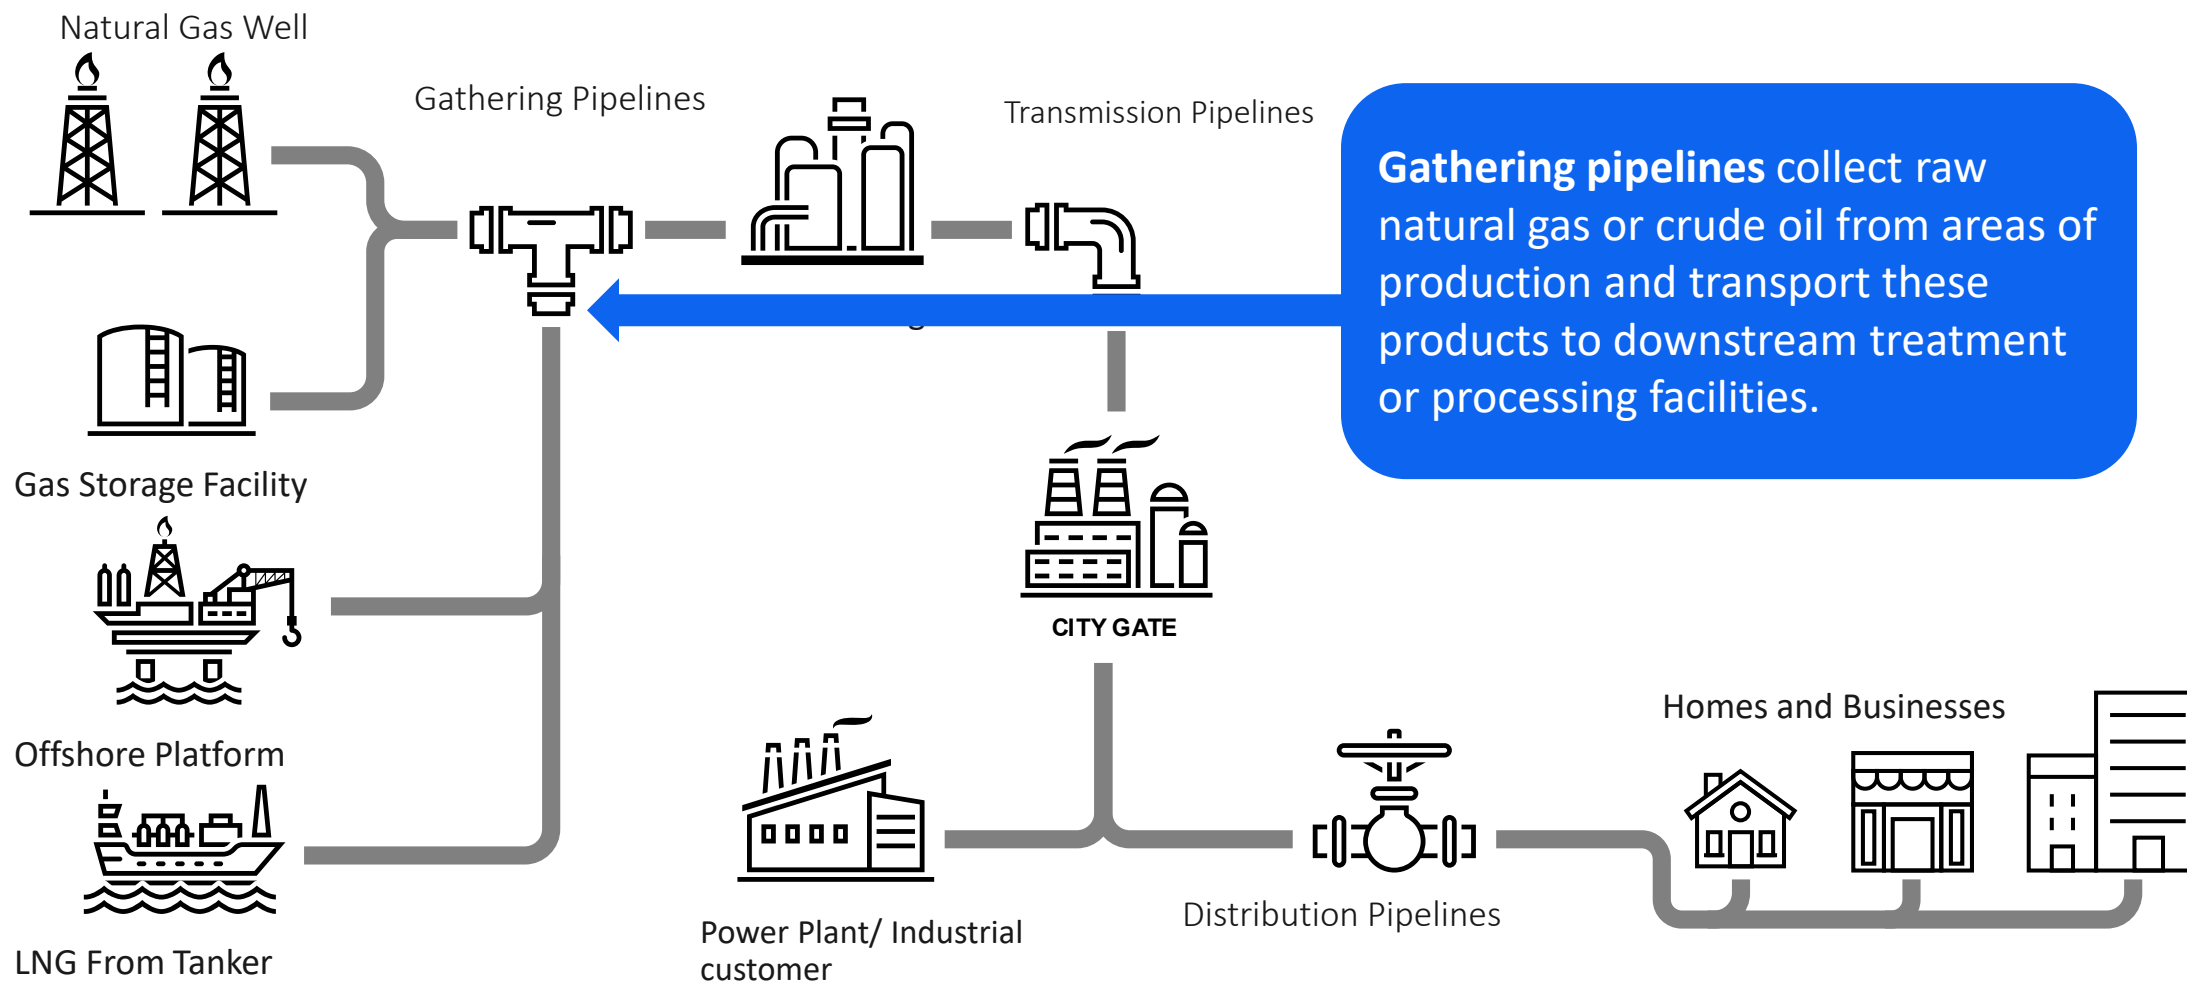 Natural Gas Well
Gathering Pipelines
Transmission Pipelines
Gathering pipelines collect raw
natural gas or crude oil from areas of
production and transport these
products to downstream treatment
or processing facilities.
Gas Storage Facility
CITY GATE
Offshore Platform
Homes and Businesses
LNG From Tanker
Power Plant/ Industrial
customer
Distribution Pipelines